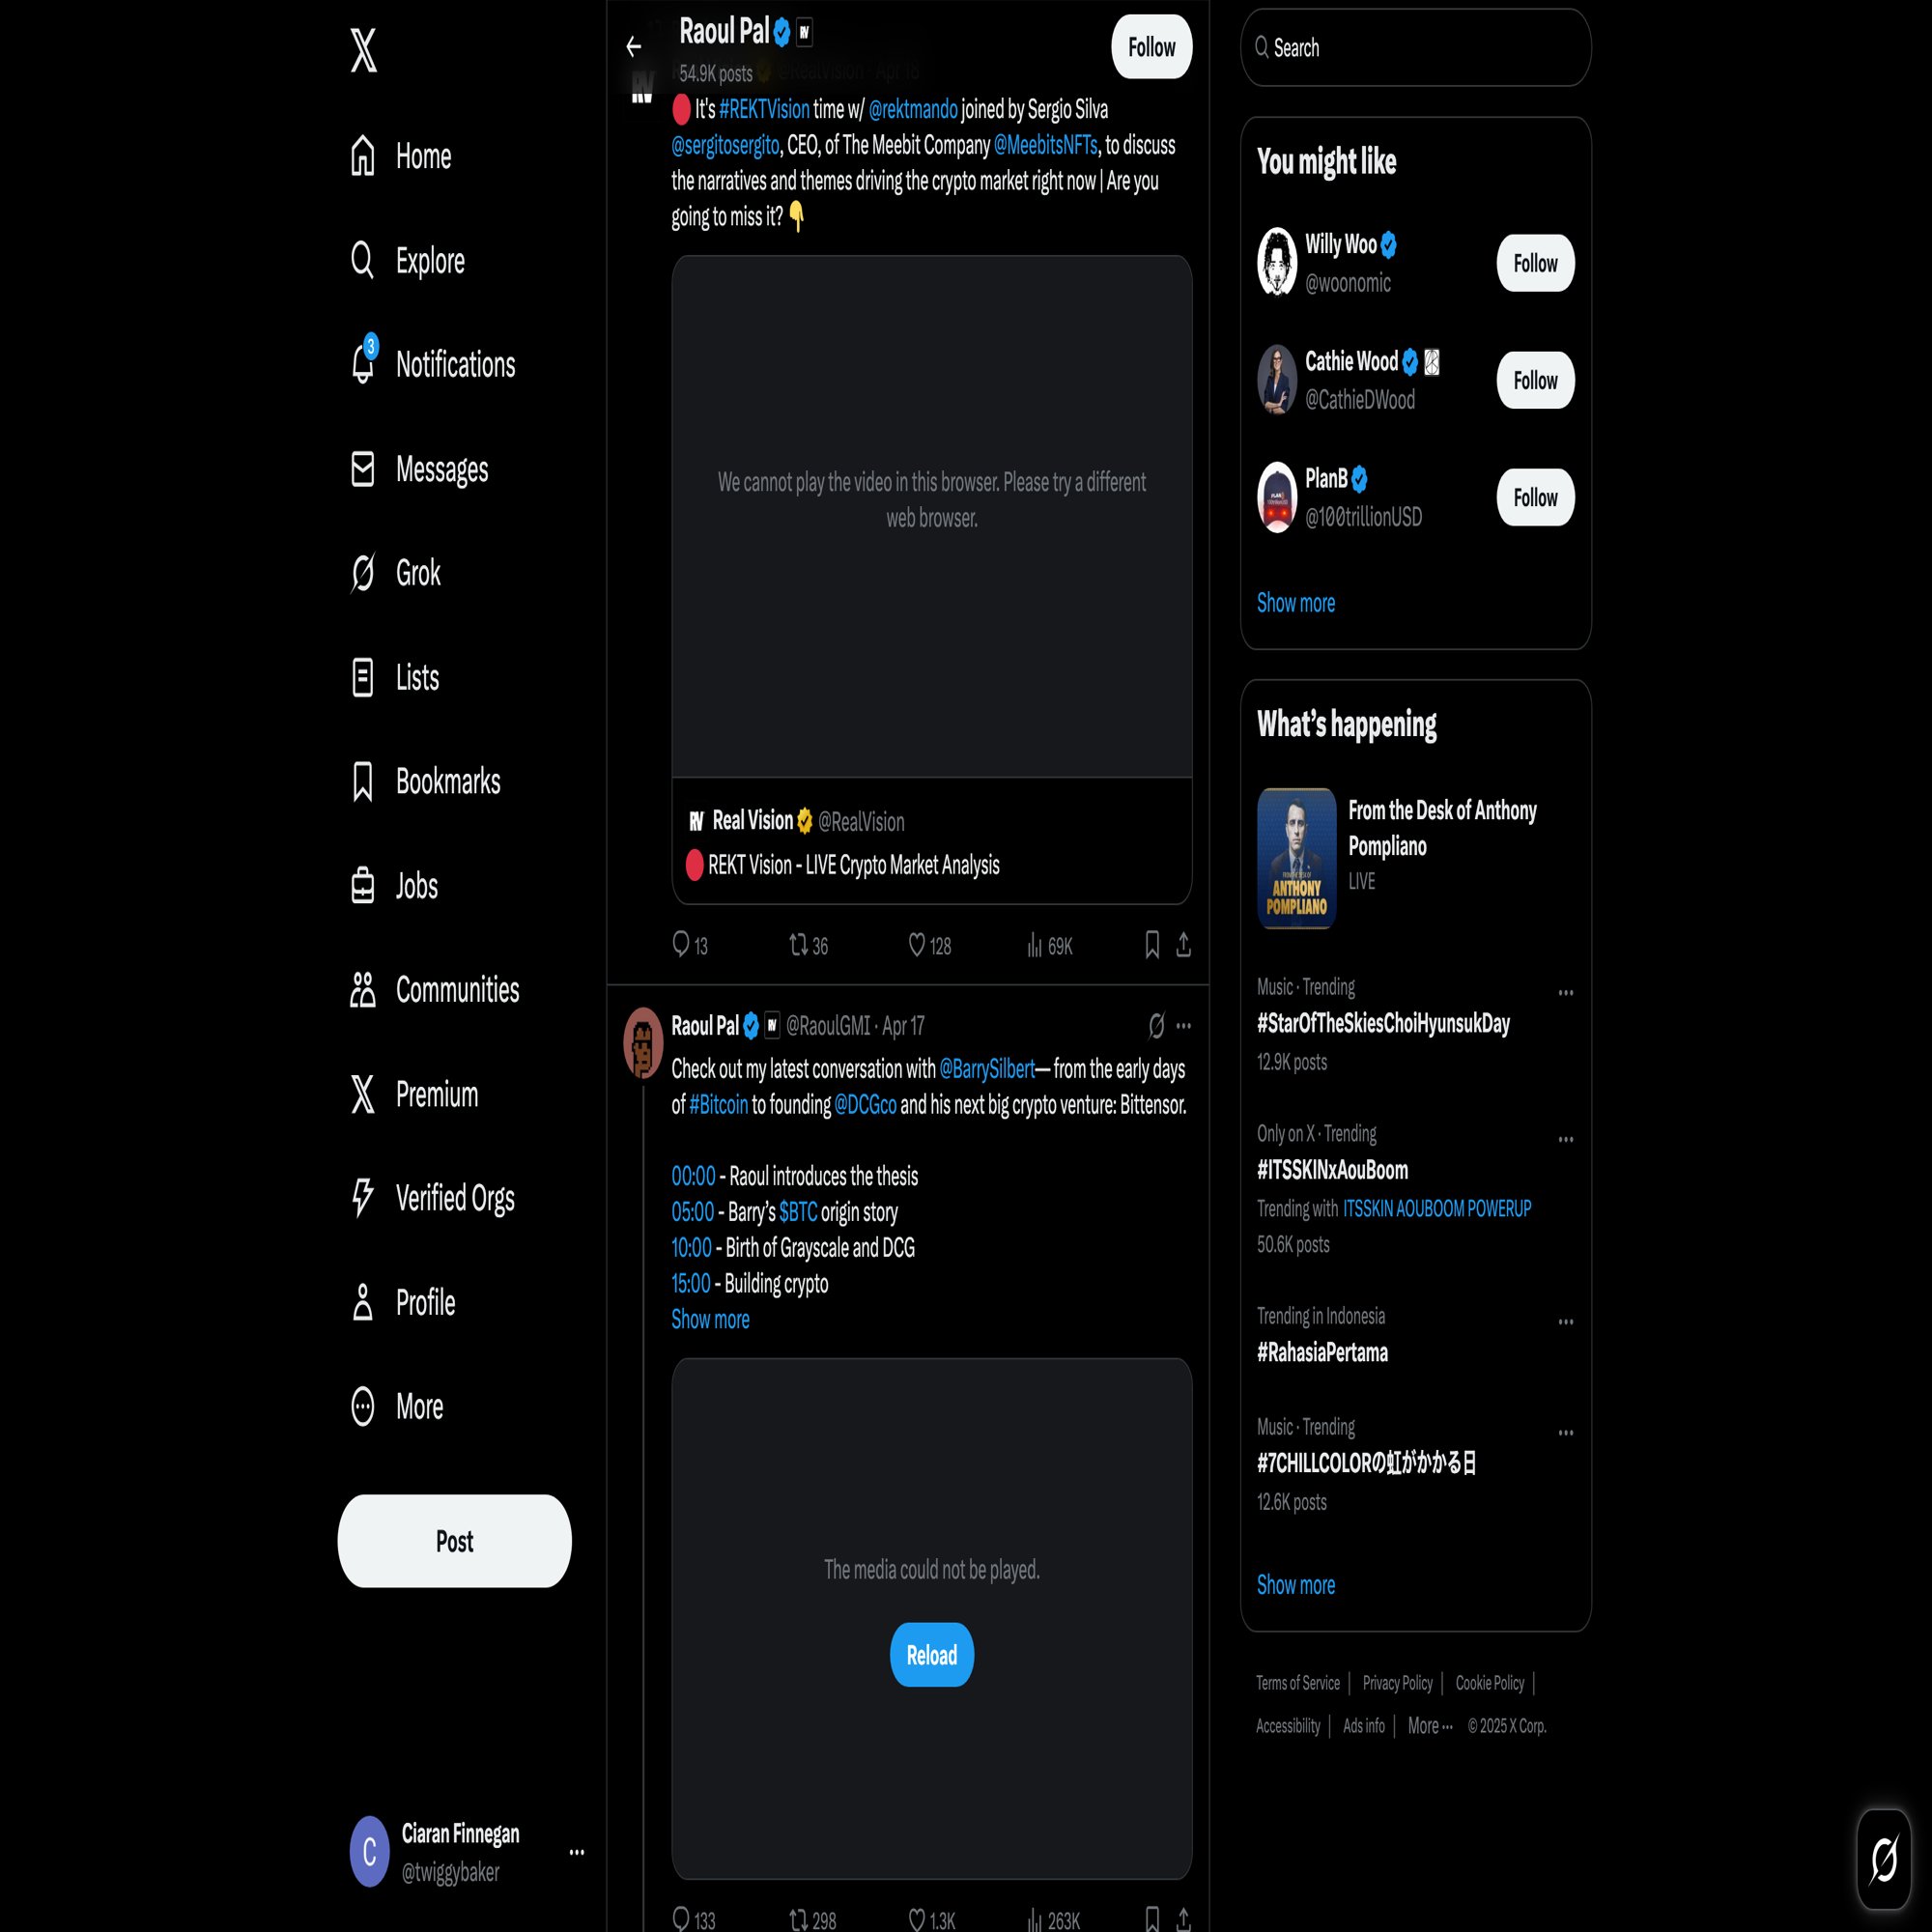 Home
Explore
3
Notifications
Messages
Grok
Lists
Bookmarks
Jobs
Communities
Premium
Verified Orgs
Profile
More
Post
C
Ciaran Finnegan
@twiggybaker
Raoul Pal
54.9K posts
Follow
RV
@RealVision · Apr 18
🔴 It's #REKTVision time w/ @rektmando joined by Sergio Silva
@sergitosergito, CEO, of The Meebit Company @MeebitsNFTs, to discuss
the narratives and themes driving the crypto market right now | Are you
going to miss it? 👇
We cannot play the video in this browser. Please try a different
web browser.
RV Real Vision @RealVision
🔴 REKT Vision - LIVE Crypto Market Analysis
13 36 128 69K
Raoul Pal RV @RaoulGMI · Apr 17
Check out my latest conversation with @BarrySilbert— from the early days
of #Bitcoin to founding @DCGco and his next big crypto venture: Bittensor.
00:00 - Raoul introduces the thesis
05:00 - Barry’s $BTC origin story
10:00 - Birth of Grayscale and DCG
15:00 - Building crypto
Show more
The media could not be played.
Reload
133 298 1.3K 263K
Search
You might like
Willy Woo
@woonomic
Follow
Cathie Wood
@CathieDWood
Follow
PlanB
@100trillionUSD
Follow
Show more
What’s happening
ANTHONY
POMPLIANO
From the Desk of Anthony
Pompliano
LIVE
Music · Trending
#StarOfTheSkiesChoiHyunsukDay
12.9K posts
Only on X · Trending
#ITSSKINxAouBoom
Trending with ITSSKIN AOUBOOM POWERUP
50.6K posts
Trending in Indonesia
#RahasiaPertama
Music · Trending
#7CHILLCOLORの虹がかかる日
12.6K posts
Show more
Terms of Service | Privacy Policy | Cookie Policy |
Accessibility | Ads info | More ··· © 2025 X Corp.